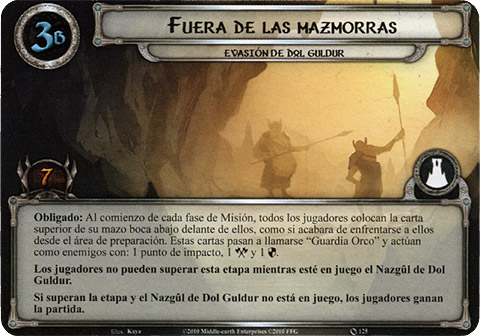 3B
FUERA DE LAS MAZMORRAS
EVASIÓN DE DOL GULDUR
7
Obligado: Al comienzo de cada fase de Misión, todos los jugadores colocan la carta
superior de su mazo boca abajo delante de ellos, como si acabara de enfrentarse a ellos
desde el área de preparación. Estas cartas pasan a llamarse “Guardia Orco” y actúan
como enemigos con: 1 punto de impacto, 1 y 1 .
Los jugadores no pueden superar esta etapa mientras esté en juego el Nazgûl de Dol
Guldur.
Si superan la etapa y el Nazgûl de Dol Guldur no está en juego, los jugadores ganan
la partida.
Illus. Kaya ©2010 Middle-earth Enterprises ©2010 FFG 125